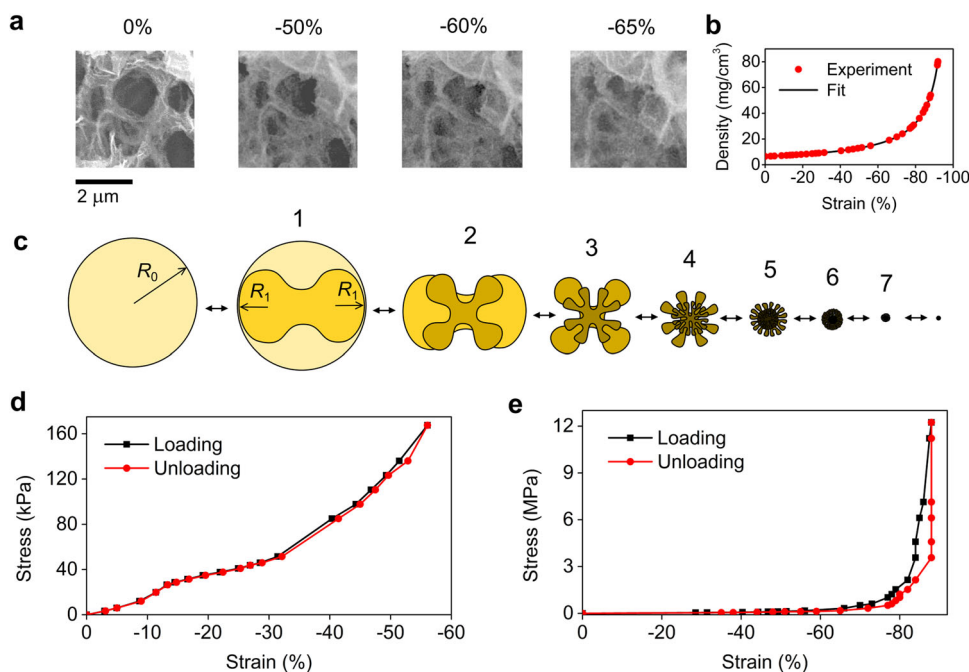 a
0%
-50%
-60%
-65%
2 μm
b
Density (mg/cm³)
80
60
40
20
0
Experiment
Fit
0 -20 -40 -60 -80 -100
Strain (%)
c
1
2
3
4
5
6
7
R₀
R₁
R₁
d
Stress (kPa)
160
120
80
40
0
Loading
Unloading
0 -10 -20 -30 -40 -50 -60
Strain (%)
e
Stress (MPa)
12
9
6
3
0
Loading
Unloading
0 -20 -40 -60 -80
Strain (%)